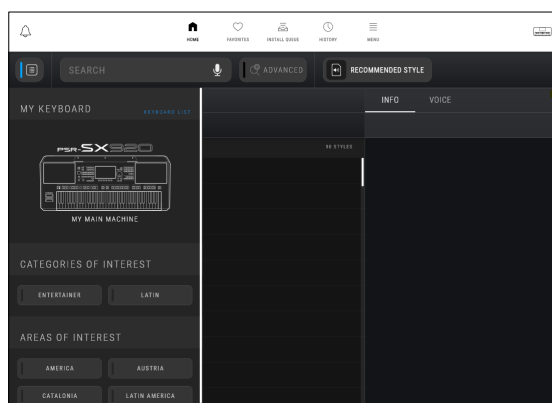 HOME
FAVORITES
INSTALL QUEUE
HISTORY
MENU
SEARCH
ADVANCED
RECOMMENDED STYLE
MY KEYBOARD
KEYBOARD LIST
PSR-SX920
MY MAIN MACHINE
CATEGORIES OF INTEREST
ENTERTAINER
LATIN
AREAS OF INTEREST
AMERICA
AUSTRIA
CATALONIA
LATIN AMERICA
90 STYLES
INFO
VOICE